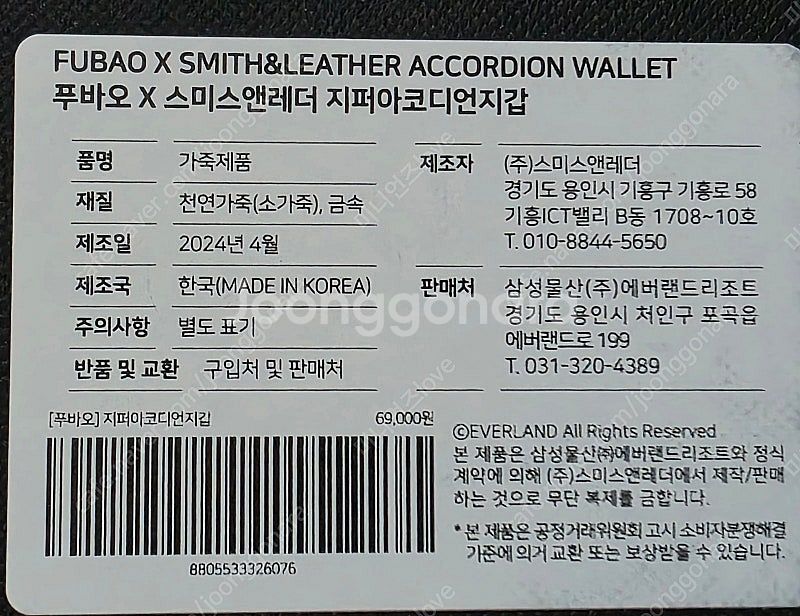 FUBAO X SMITH&LEATHER ACCORDION WALLET
푸바오 X 스미스앤레더 지퍼아코디언지갑
품명 가죽제품
재질 천연가죽(소가죽), 금속
제조일 2024년 4월
제조국 한국(MADE IN KOREA)
주의사항 별도 표기
반품 및 교환 구입처 및 판매처
제조자 (주)스미스앤레더
경기도 용인시 기흥구 기흥로 58
기흥ICT밸리 B동 1708~10호
T. 010-8844-5650
판매처 삼성물산(주)에버랜드리조트
경기도 용인시 처인구 포곡읍
에버랜드로 199
T. 031-320-4389
[푸바오] 지퍼아코디언지갑 69,000원
8805533326076
©EVERLAND All Rights Reserved
본 제품은 삼성물산㈜에버랜드리조트와 정식
계약에 의해 (주)스미스앤레더에서 제작/판매
하는 것으로 무단 복제를 금합니다.
* 본 제품은 공정거래위원회 고시 소비자분쟁해결
기준에 의거 교환 또는 보상받을 수 있습니다.
joonggonara